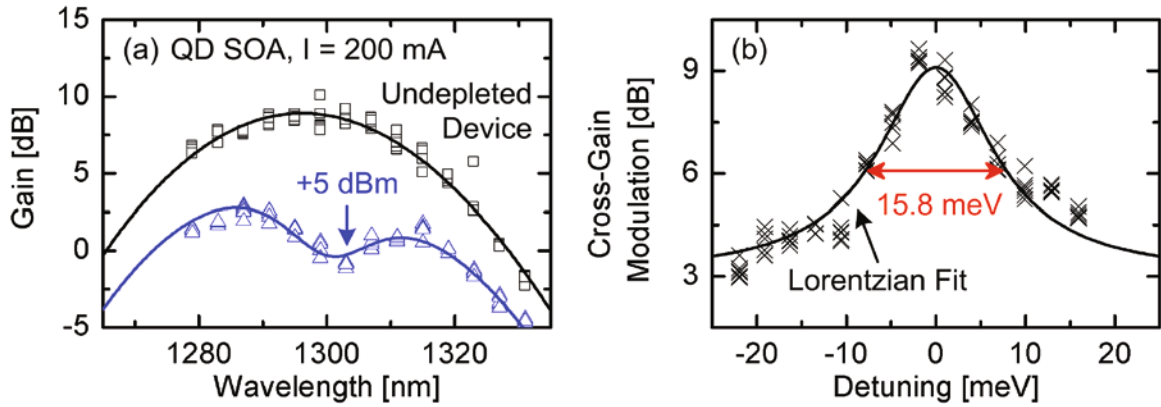 (a) QD SOA, I = 200 mA
Undepleted
Device
+5 dBm
Gain [dB]
15
10
5
0
-5
1280
1300
1320
Wavelength [nm]
(b)
Cross-Gain
Modulation [dB]
9
6
3
15.8 meV
Lorentzian Fit
-20
-10
0
10
20
Detuning [meV]